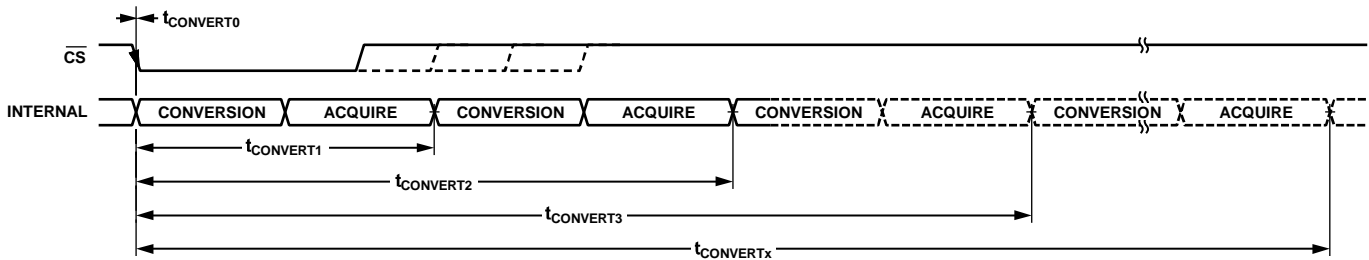 tCONVERT0
CS
INTERNAL CONVERSION ACQUIRE CONVERSION ACQUIRE CONVERSION ACQUIRE CONVERSION ACQUIRE
tCONVERT1
tCONVERT2
tCONVERT3
tCONVERTx